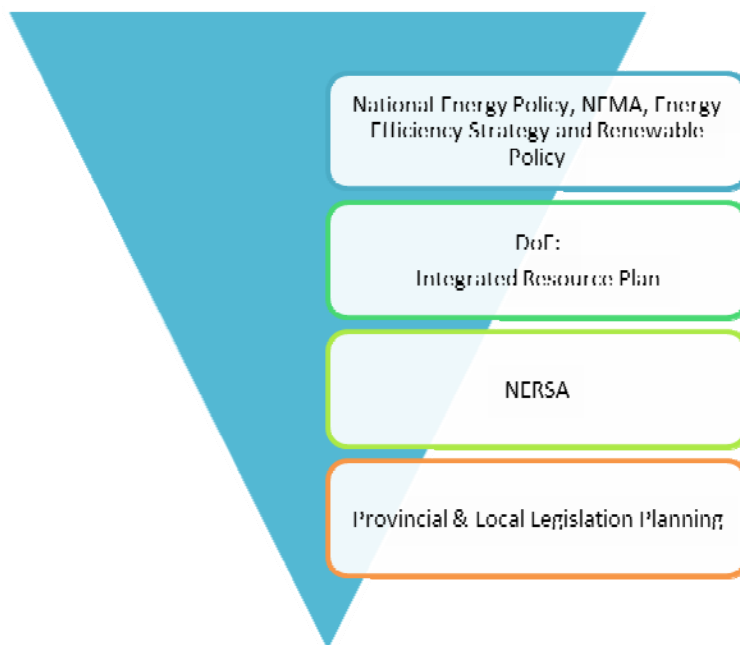 National Energy Policy, NEMA, Energy
Efficiency Strategy and Renewable
Policy
DoE:
Integrated Resource Plan
NERSA
Provincial & Local Legislation Planning